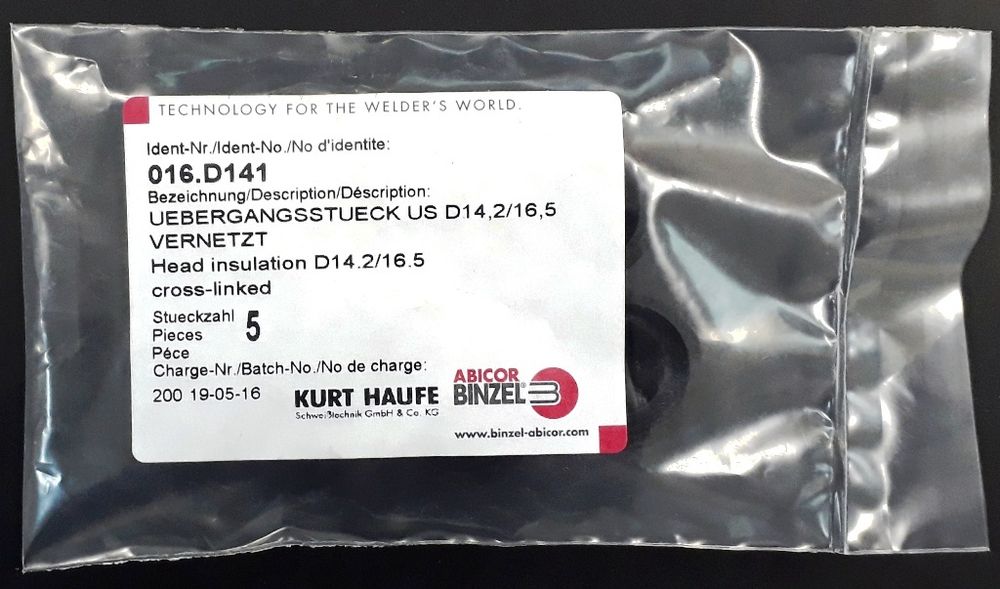 TECHNOLOGY FOR THE WELDER'S WORLD.
Ident-Nr./Ident-No./No d'identite:
016.D141
Bezeichnung/Description/Déscription:
UEBERGANGSSTUECK US D14,2/16,5
VERNETZT
Head insulation D14.2/16.5
cross-linked
Stueckzahl
Pieces 5
Péce
Charge-Nr./Batch-No./No de charge:
200 19-05-16
KURT HAUFE
Schweißtechnik GmbH & Co. KG
ABICOR
BINZEL®
www.binzel-abicor.com